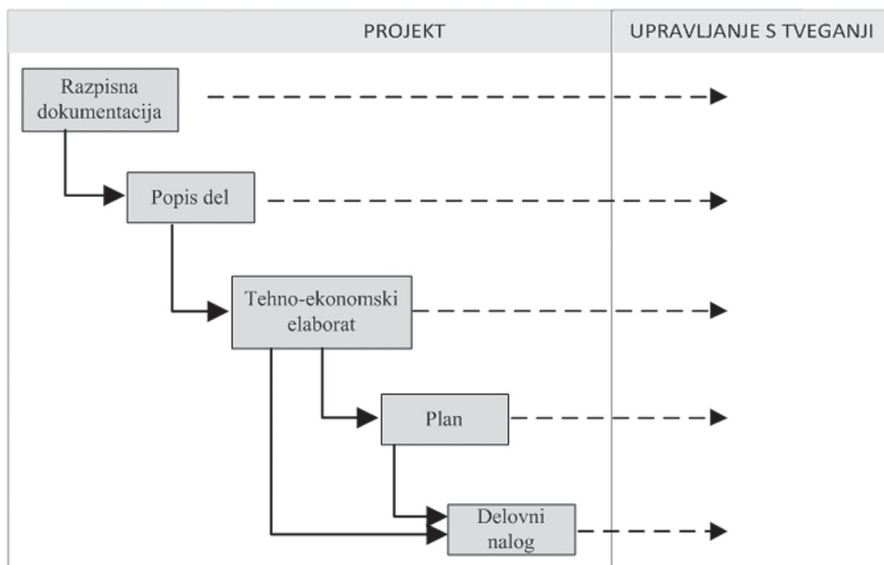 PROJEKT
UPRAVLJANJE S TVEGANJI
Razpisna
dokumentacija
Popis del
Tehno-ekonomski
elaborat
Plan
Delovni
nalog